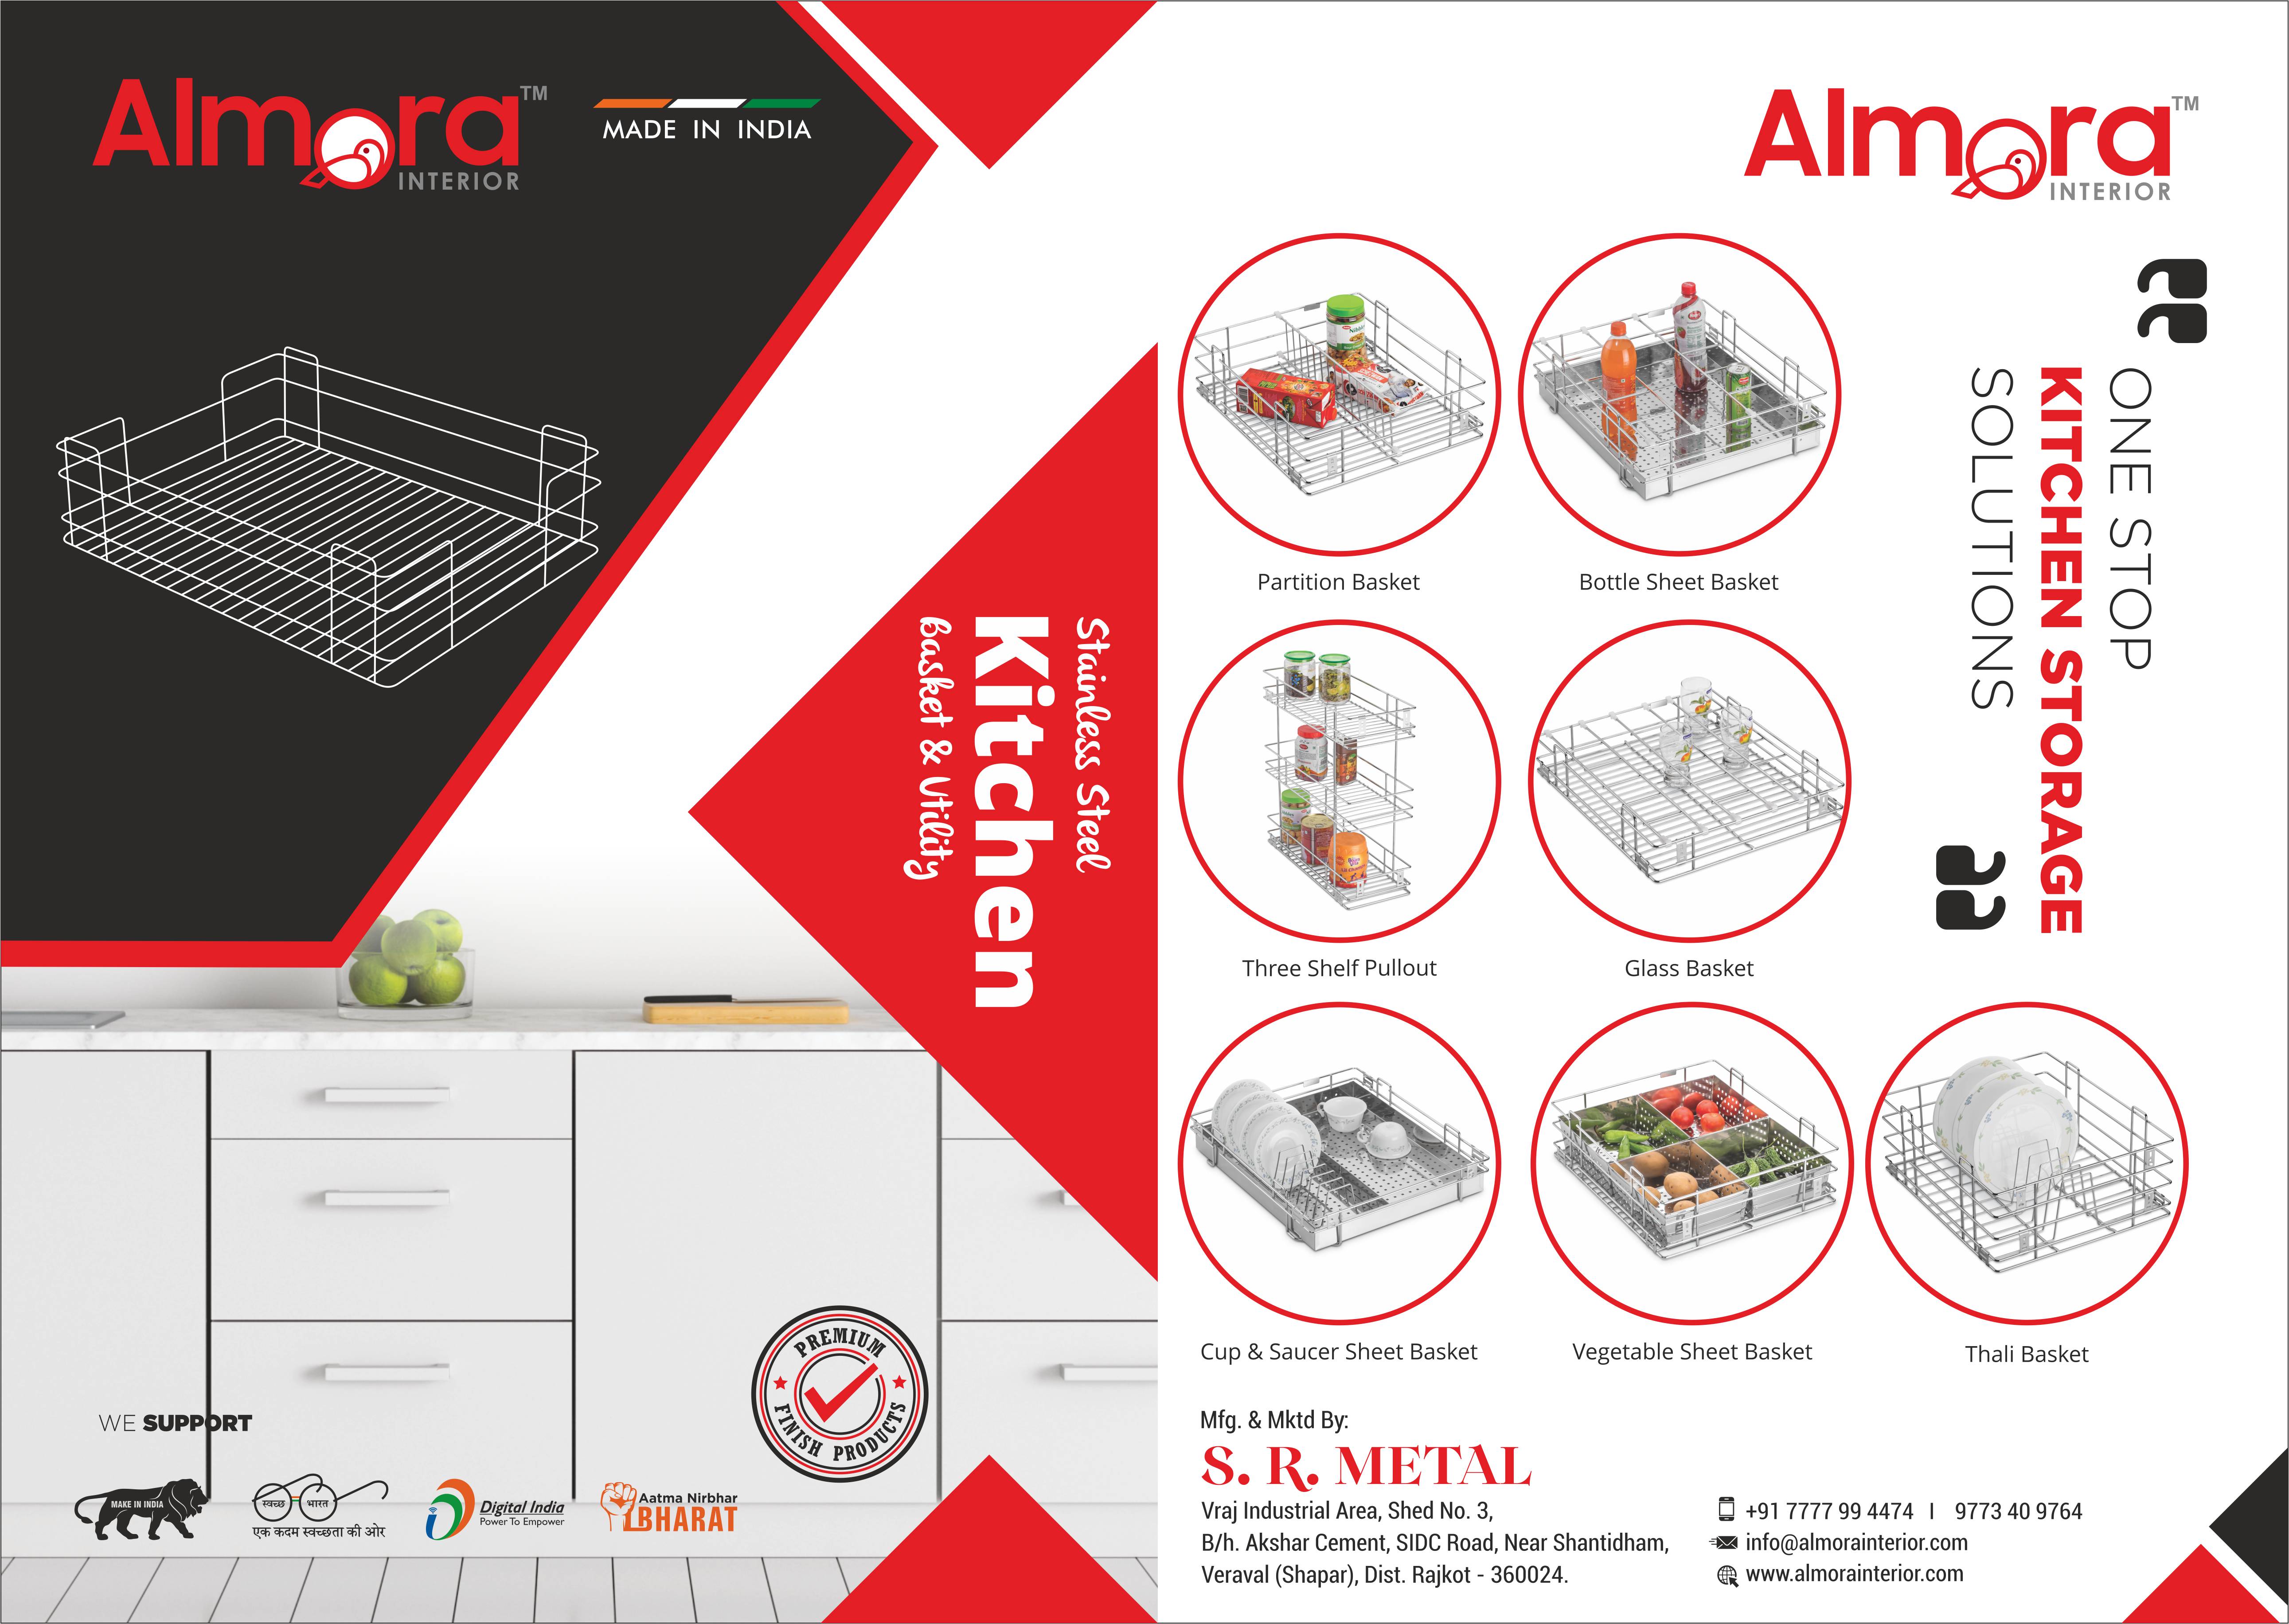 Almora™
INTERIOR
MADE IN INDIA
Stainless Steel
Kitchen
basket & Utility
WE SUPPORT
MAKE IN INDIA
स्वच्छ भारत
एक कदम स्वच्छता की ओर
Digital India
Power To Empower
Aatma Nirbhar
BHARAT
PREMIUM
FINISH PRODUCTS
Almora™
INTERIOR
ONE STOP
KITCHEN STORAGE
SOLUTIONS
Partition Basket
Bottle Sheet Basket
Three Shelf Pullout
Glass Basket
Cup & Saucer Sheet Basket
Vegetable Sheet Basket
Thali Basket
Mfg. & Mktd By:
S. R. METAL
Vraj Industrial Area, Shed No. 3,
B/h. Akshar Cement, SIDC Road, Near Shantidham,
Veraval (Shapar), Dist. Rajkot - 360024.
+91 7777 99 4474 I 9773 40 9764
info@almorainterior.com
www.almorainterior.com